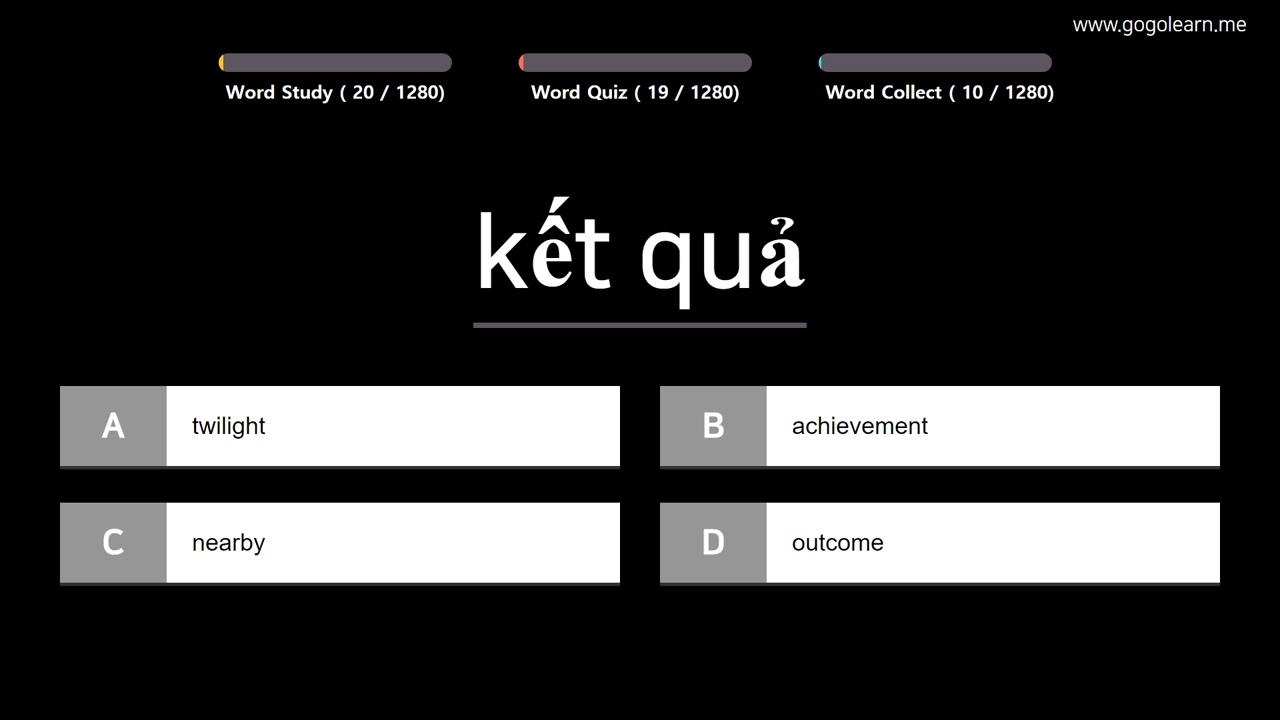 www.gogolearn.me
Word Study ( 20 / 1280) Word Quiz ( 19 / 1280) Word Collect ( 10 / 1280)
kết quả
A twilight
B achievement
C nearby
D outcome